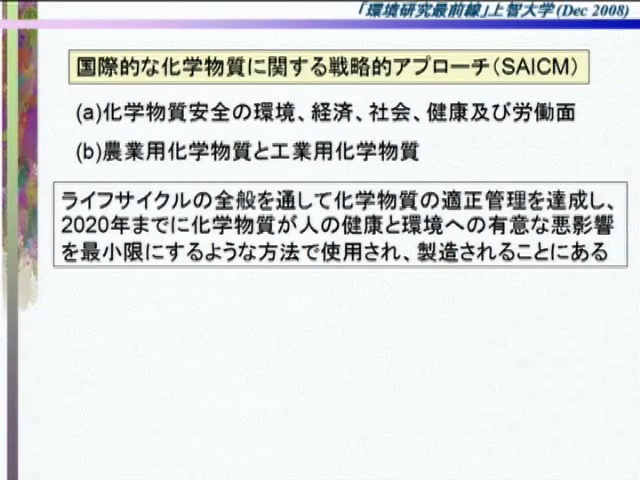 「環境研究最前線」上智大学(Dec 2008)
国際的な化学物質に関する戦略的アプローチ(SAICM)
(a)化学物質安全の環境、経済、社会、健康及び労働面
(b)農業用化学物質と工業用化学物質
ライフサイクルの全般を通して化学物質の適正管理を達成し、
2020年までに化学物質が人の健康と環境への有意な悪影響
を最小限にするような方法で使用され、製造されることにある